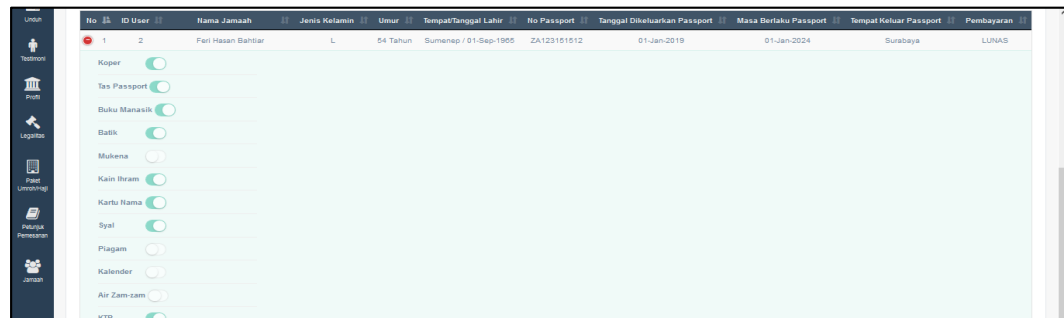 Unduh
Testimoni
Profil
Legalitas
Paket
Umroh/Haji
Petunjuk
Pemesanan
Jamaah
No ID User Nama Jamaah Jenis Kelamin Umur Tempat/Tanggal Lahir No Passport Tanggal Dikeluarkan Passport Masa Berlaku Passport Tempat Keluar Passport Pembayaran
1 2 Feri Hasan Bahtiar L 54 Tahun Sumenep / 01-Sep-1965 ZA123151512 01-Jan-2019 01-Jan-2024 Surabaya LUNAS
Koper
Tas Passport
Buku Manasik
Batik
Mukena
Kain Ihram
Kartu Nama
Syal
Piagam
Kalender
Air Zam-zam
KTP